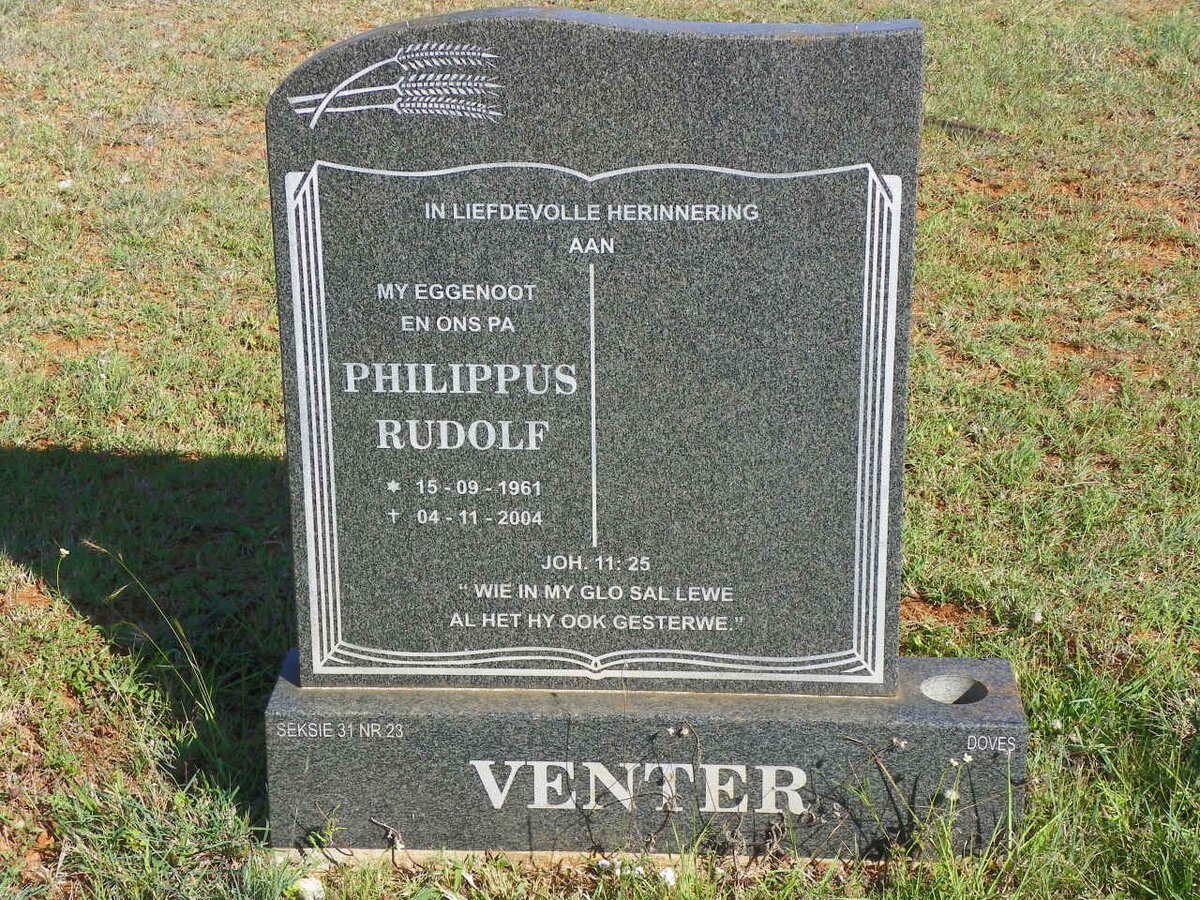 IN LIEFDEVOLLE HERINNERING
AAN
MY EGGENOOT
EN ONS PA
PHILIPPUS
RUDOLF
* 15 - 09 - 1961
† 04 - 11 - 2004
JOH. 11: 25
“ WIE IN MY GLO SAL LEWE
AL HET HY OOK GESTERWE.”
SEKSIE 31 NR 23
DOVES
VENTER